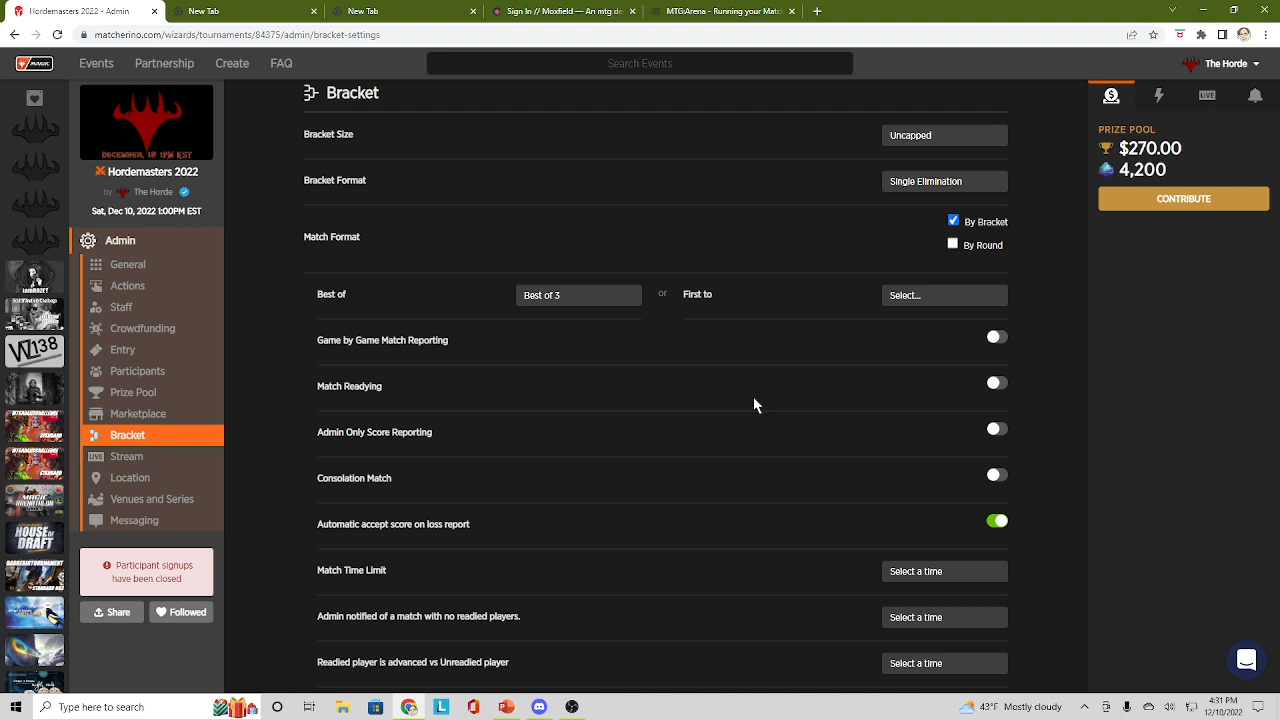 Hordemasters 2022
New Tab
New Tab
Sign In // Moxfield — An mtg de
MTGArena - Running your Match
matcherino.com/wizards/tournaments/84375/admin/bracket-settings
MAGIC
Events
Partnership
Create
FAQ
Search Events
The Horde
DECEMBER, 10 1PM EST
Hordemasters 2022
by The Horde
Sat, Dec 10, 2022 1:00PM EST
Admin
General
Actions
Staff
Crowdfunding
Entry
Participants
Prize Pool
Marketplace
Bracket
LIVE Stream
Location
Venues and Series
Messaging
Participant signups
have been closed
Share
Followed
VZ138
HOUSE OF
DRAFT
Bracket
Bracket Size
Uncapped
Bracket Format
Single Elimination
Match Format
By Bracket
By Round
Best of
Best of 3
or
First to
Select...
Game by Game Match Reporting
Match Readying
Admin Only Score Reporting
Consolation Match
Automatic accept score on loss report
Match Time Limit
Select a time
Admin notified of a match with no readied players.
Select a time
Readied player is advanced vs Unreadied player
Select a time
LIVE
PRIZE POOL
$270.00
4,200
CONTRIBUTE
Type here to search
43°F Mostly cloudy
4:31 PM
12/10/2022